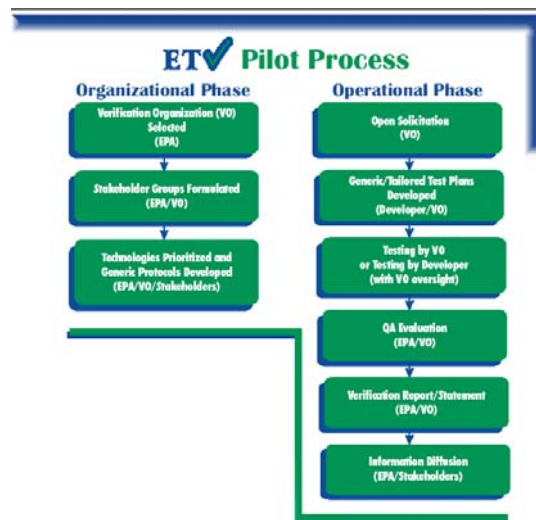 ETV Pilot Process
Organizational Phase
Verification Organization (VO)
Selected
(EPA)
Stakeholder Groups Formulated
(EPA/VO)
Technologies Prioritized and
Generic Protocols Developed
(EPA/VO/Stakeholders)
Operational Phase
Open Solicitation
(VO)
Generic/Tailored Test Plans
Developed
(Developer/VO)
Testing by VO
or Testing by Developer
(with VO oversight)
QA Evaluation
(EPA/VO)
Verification Report/Statement
(EPA/VO)
Information Diffusion
(EPA/Stakeholders)